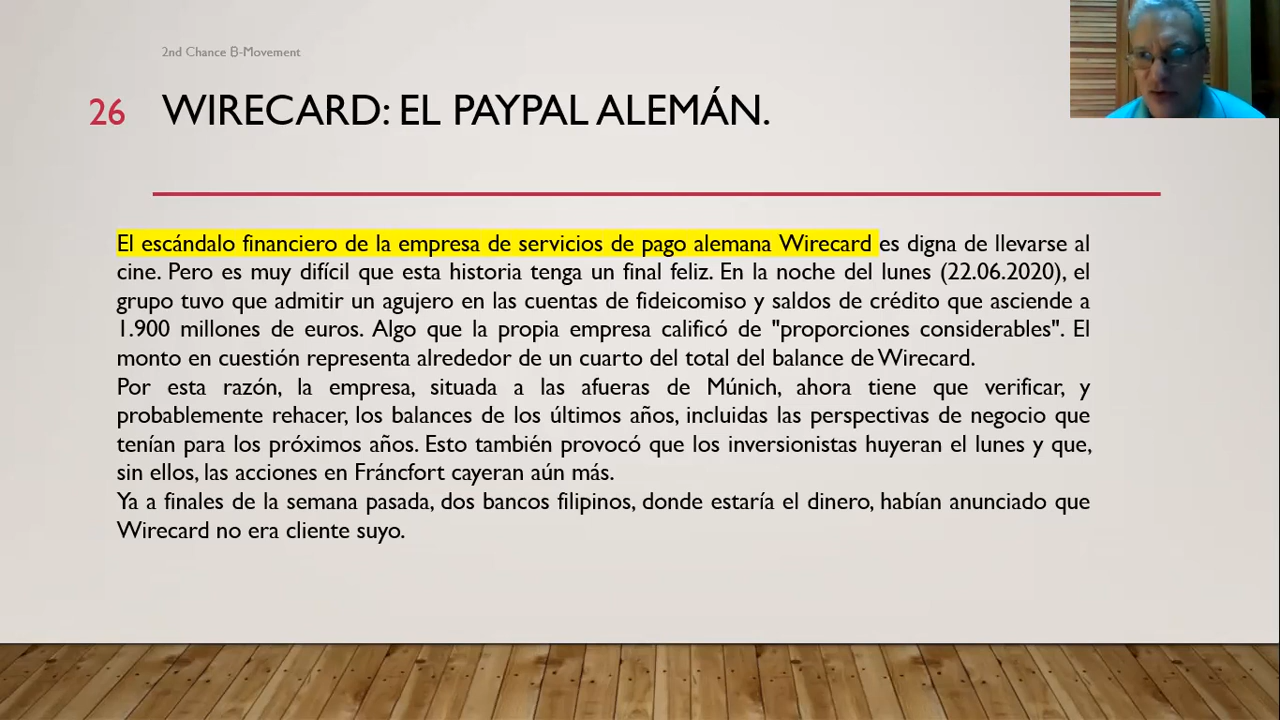 2nd Chance B-Movement
26 WIRECARD: EL PAYPAL ALEMÁN.
El escándalo financiero de la empresa de servicios de pago alemana Wirecard es digna de llevarse al
cine. Pero es muy difícil que esta historia tenga un final feliz. En la noche del lunes (22.06.2020), el
grupo tuvo que admitir un agujero en las cuentas de fideicomiso y saldos de crédito que asciende a
1.900 millones de euros. Algo que la propia empresa calificó de "proporciones considerables". El
monto en cuestión representa alrededor de un cuarto del total del balance de Wirecard.
Por esta razón, la empresa, situada a las afueras de Múnich, ahora tiene que verificar, y
probablemente rehacer, los balances de los últimos años, incluidas las perspectivas de negocio que
tenían para los próximos años. Esto también provocó que los inversionistas huyeran el lunes y que,
sin ellos, las acciones en Fráncfort cayeran aún más.
Ya a finales de la semana pasada, dos bancos filipinos, donde estaría el dinero, habían anunciado que
Wirecard no era cliente suyo.